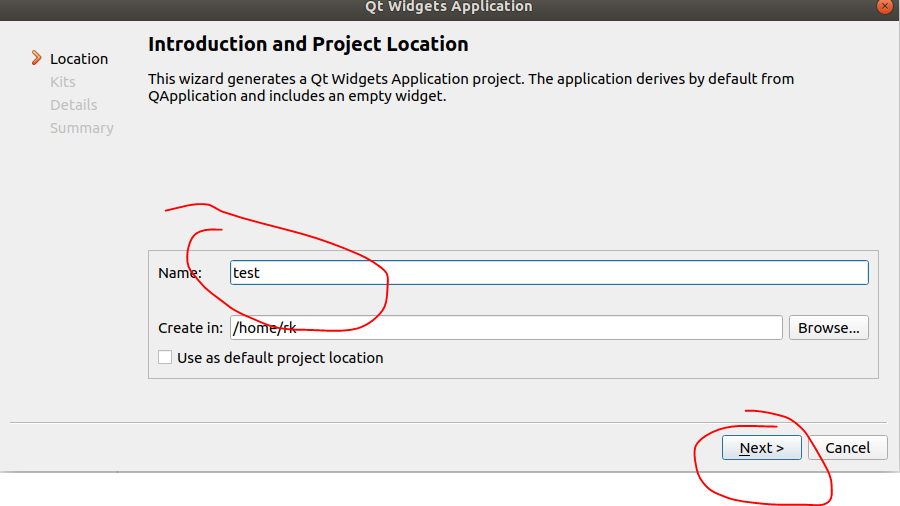 Qt Widgets Application
Location
Kits
Details
Summary
Introduction and Project Location
This wizard generates a Qt Widgets Application project. The application derives by default from
QApplication and includes an empty widget.
Name: test
Create in: /home/rk Browse...
Use as default project location
Next > Cancel